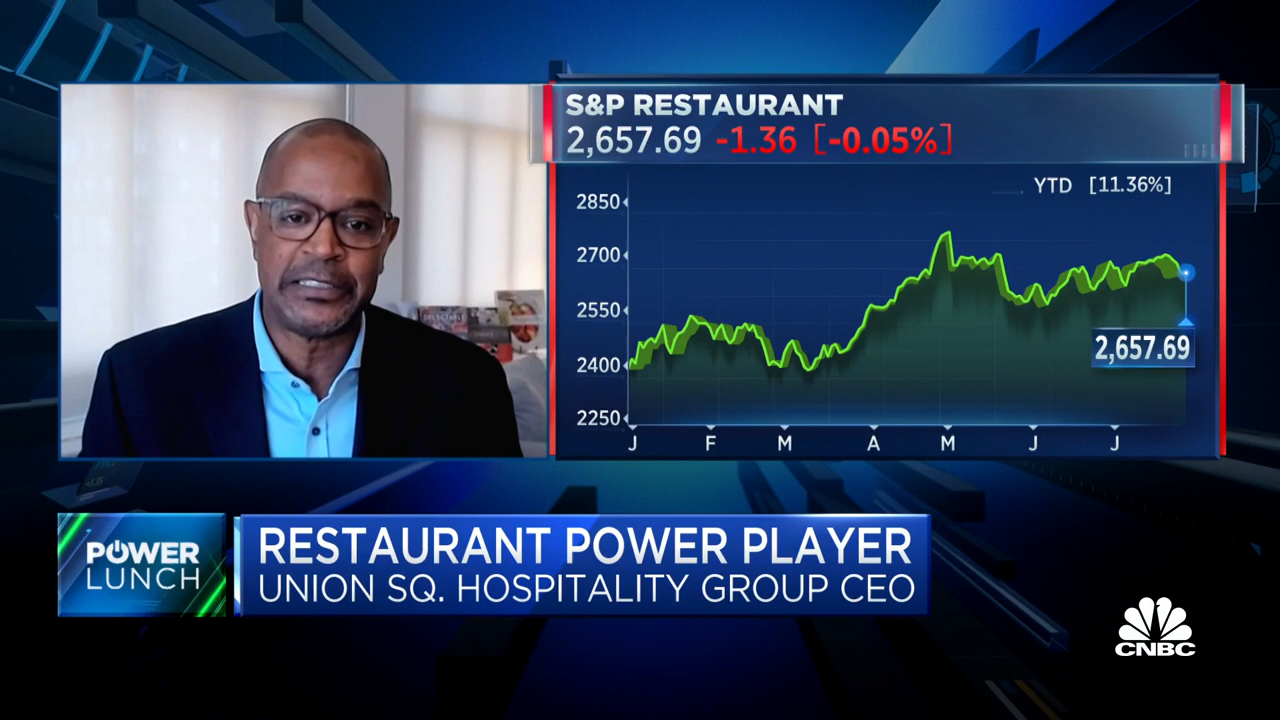 S&P RESTAURANT
2,657.69 -1.36 [-0.05%]
YTD [11.36%]
2850
2700
2550
2400
2250
2,657.69
J F M A M J J
DELECTABLE
POWER
LUNCH
RESTAURANT POWER PLAYER
UNION SQ. HOSPITALITY GROUP CEO
CNBC